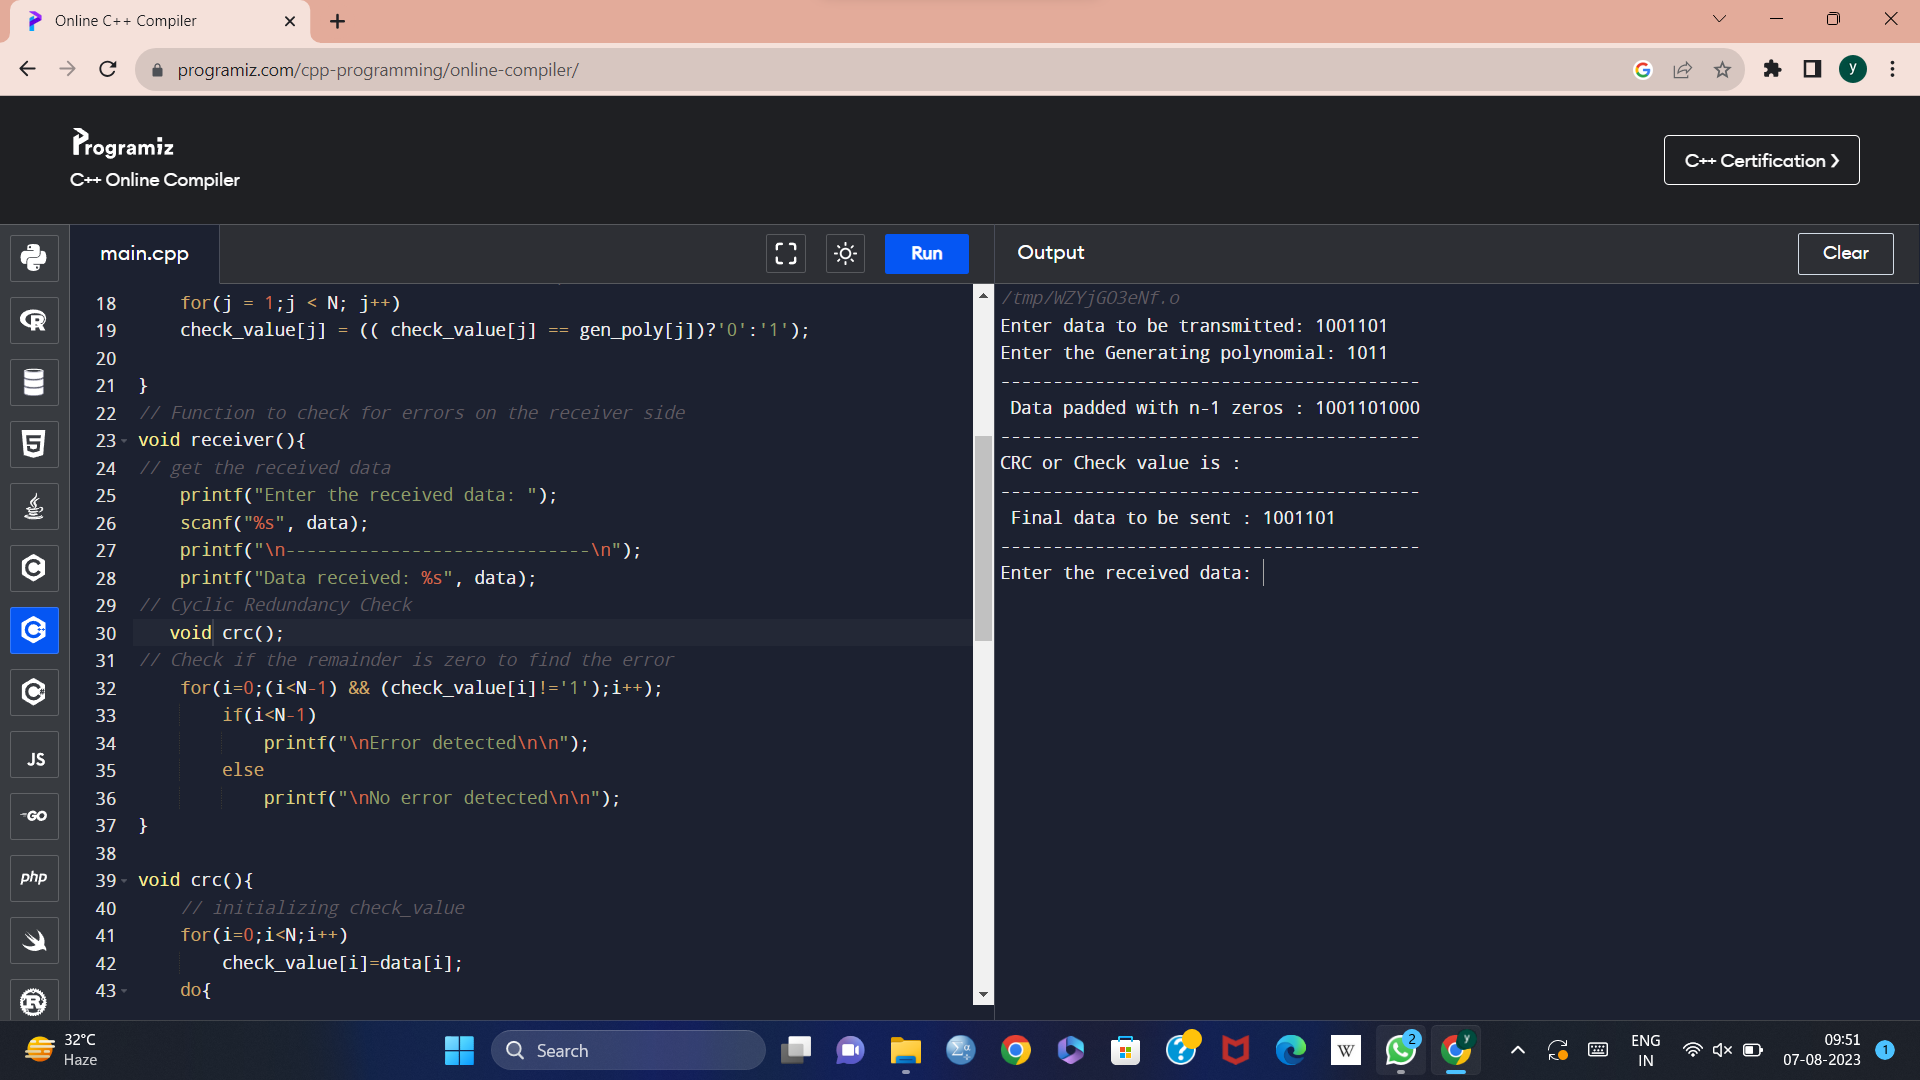 Online C++ Compiler
programiz.com/cpp-programming/online-compiler/
y
Programiz
C++ Online Compiler
C++ Certification ❯
main.cpp
Run
Output
Clear
18 for(j = 1;j < N; j++)
19 check_value[j] = (( check_value[j] == gen_poly[j])?'0':'1');
20
21 }
22 // Function to check for errors on the receiver side
23 void receiver(){
24 // get the received data
25 printf("Enter the received data: ");
26 scanf("%s", data);
27 printf("\n-----------------------------\n");
28 printf("Data received: %s", data);
29 // Cyclic Redundancy Check
30 void crc();
31 // Check if the remainder is zero to find the error
32 for(i=0;(i<N-1) && (check_value[i]!='1');i++);
33 if(i<N-1)
34 printf("\nError detected\n\n");
35 else
36 printf("\nNo error detected\n\n");
37 }
38
39 void crc(){
40 // initializing check_value
41 for(i=0;i<N;i++)
42 check_value[i]=data[i];
43 do{
/tmp/WZYjGO3eNf.o
Enter data to be transmitted: 1001101
Enter the Generating polynomial: 1011
----------------------------------------
Data padded with n-1 zeros : 1001101000
----------------------------------------
CRC or Check value is :
----------------------------------------
Final data to be sent : 1001101
----------------------------------------
Enter the received data:
JS
GO
php
32°C
Haze
Search
W
2
y
ENG
IN
09:51
07-08-2023
1